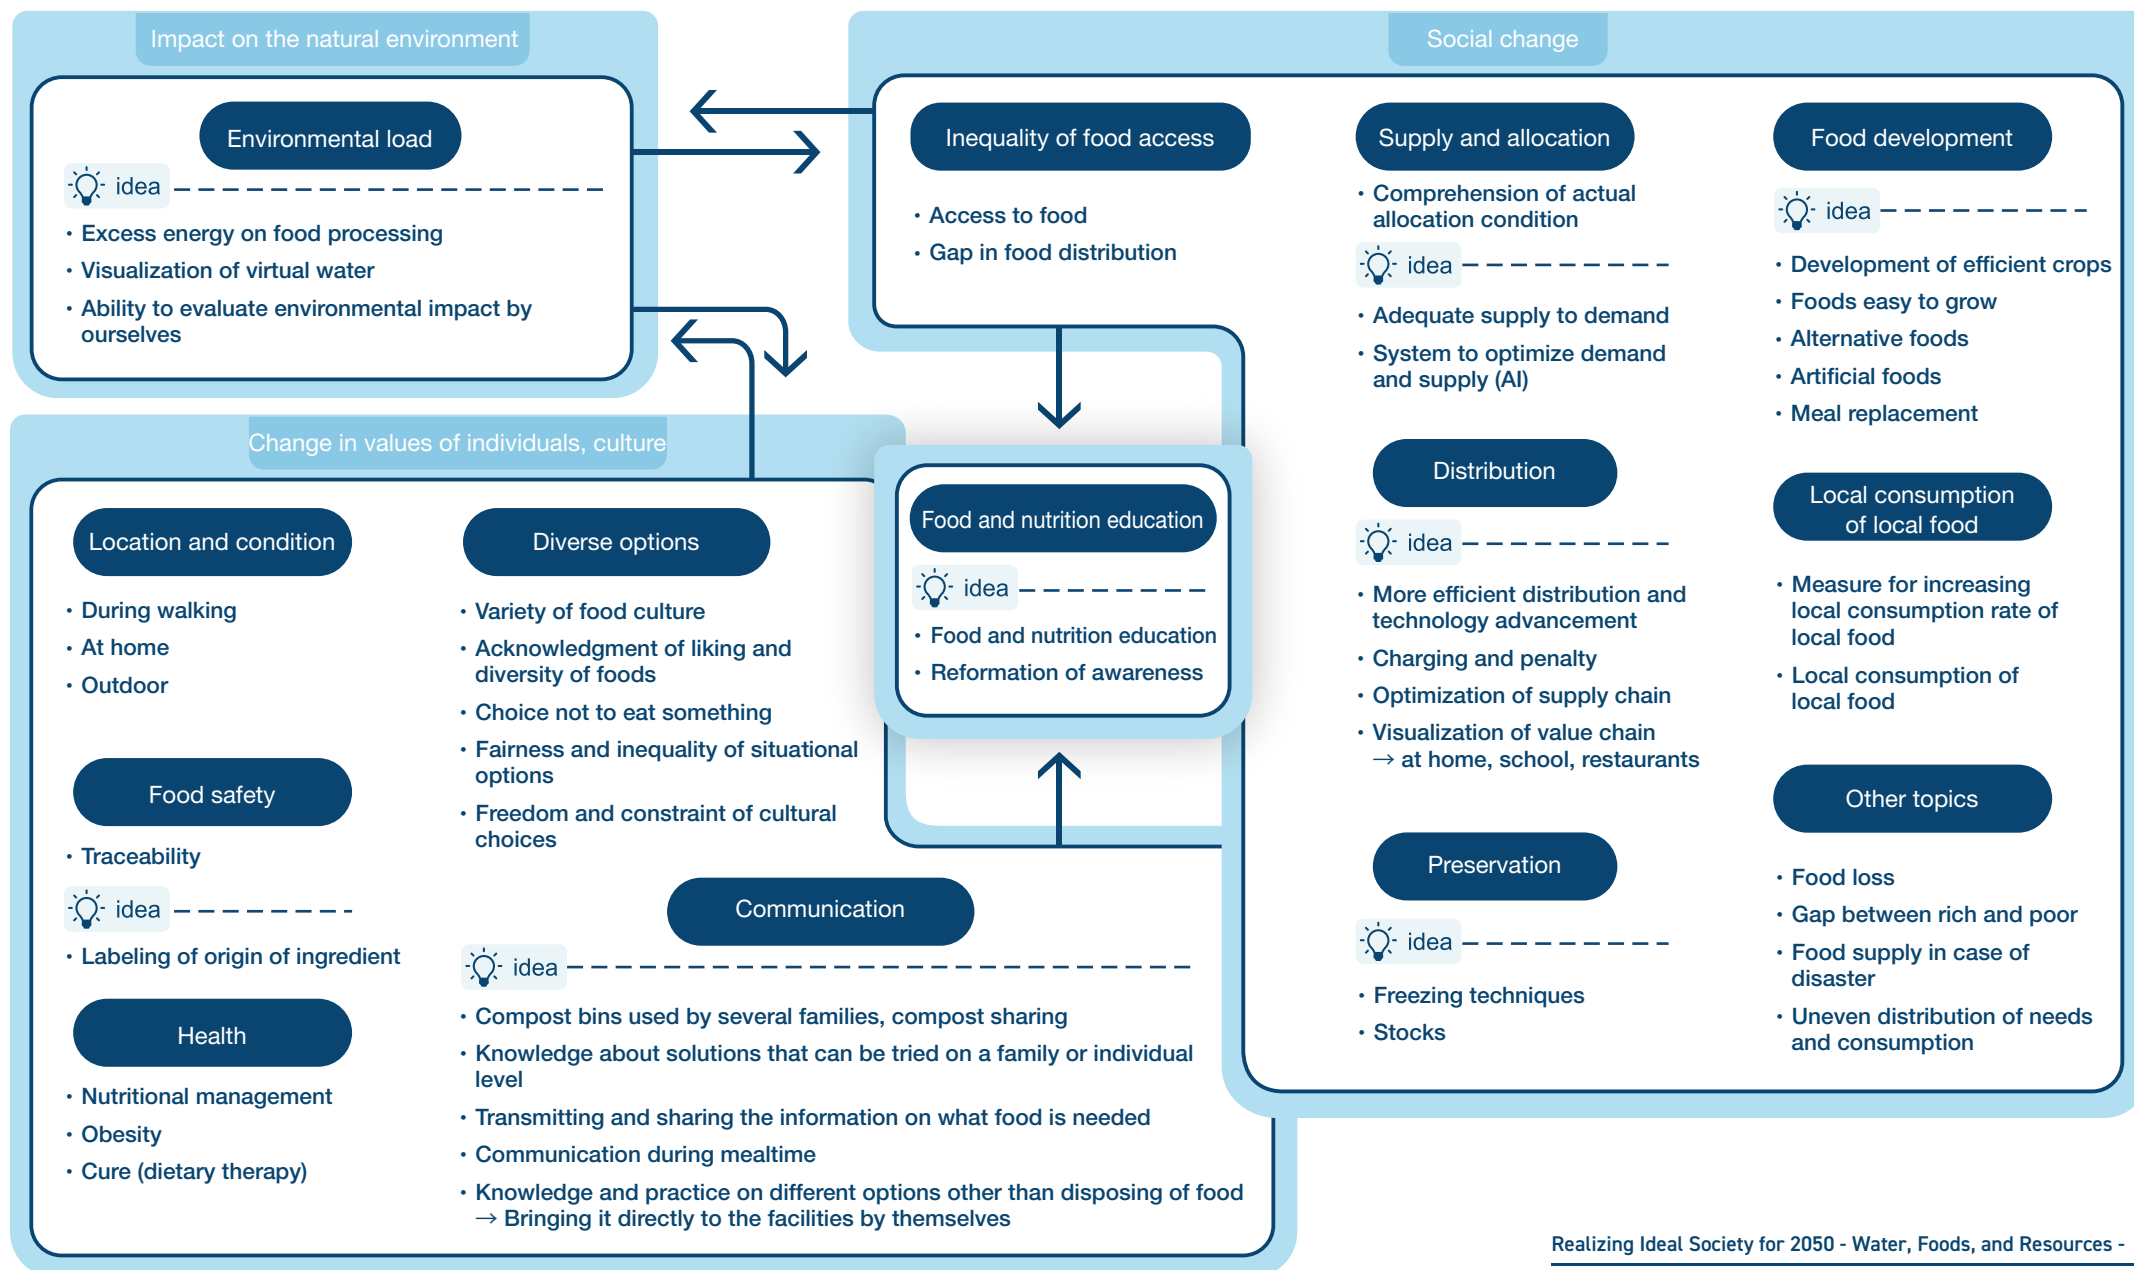 Impact on the natural environment
Environmental load
idea
・Excess energy on food processing
・Visualization of virtual water
・Ability to evaluate environmental impact by
ourselves
Social change
Inequality of food access
・Access to food
・Gap in food distribution
Supply and allocation
・Comprehension of actual
allocation condition
idea
・Adequate supply to demand
・System to optimize demand
and supply (AI)
Distribution
idea
・More efficient distribution and
technology advancement
・Charging and penalty
・Optimization of supply chain
・Visualization of value chain
→ at home, school, restaurants
Preservation
idea
・Freezing techniques
・Stocks
Food development
idea
・Development of efficient crops
・Foods easy to grow
・Alternative foods
・Artificial foods
・Meal replacement
Local consumption
of local food
・Measure for increasing
local consumption rate of
local food
・Local consumption of
local food
Other topics
・Food loss
・Gap between rich and poor
・Food supply in case of
disaster
・Uneven distribution of needs
and consumption
Food and nutrition education
idea
・Food and nutrition education
・Reformation of awareness
Change in values of individuals, culture
Location and condition
・During walking
・At home
・Outdoor
Food safety
・Traceability
idea
・Labeling of origin of ingredient
Health
・Nutritional management
・Obesity
・Cure (dietary therapy)
Diverse options
・Variety of food culture
・Acknowledgment of liking and
diversity of foods
・Choice not to eat something
・Fairness and inequality of situational
options
・Freedom and constraint of cultural
choices
Communication
idea
・Compost bins used by several families, compost sharing
・Knowledge about solutions that can be tried on a family or individual
level
・Transmitting and sharing the information on what food is needed
・Communication during mealtime
・Knowledge and practice on different options other than disposing of food
→ Bringing it directly to the facilities by themselves
Realizing Ideal Society for 2050 - Water, Foods, and Resources -